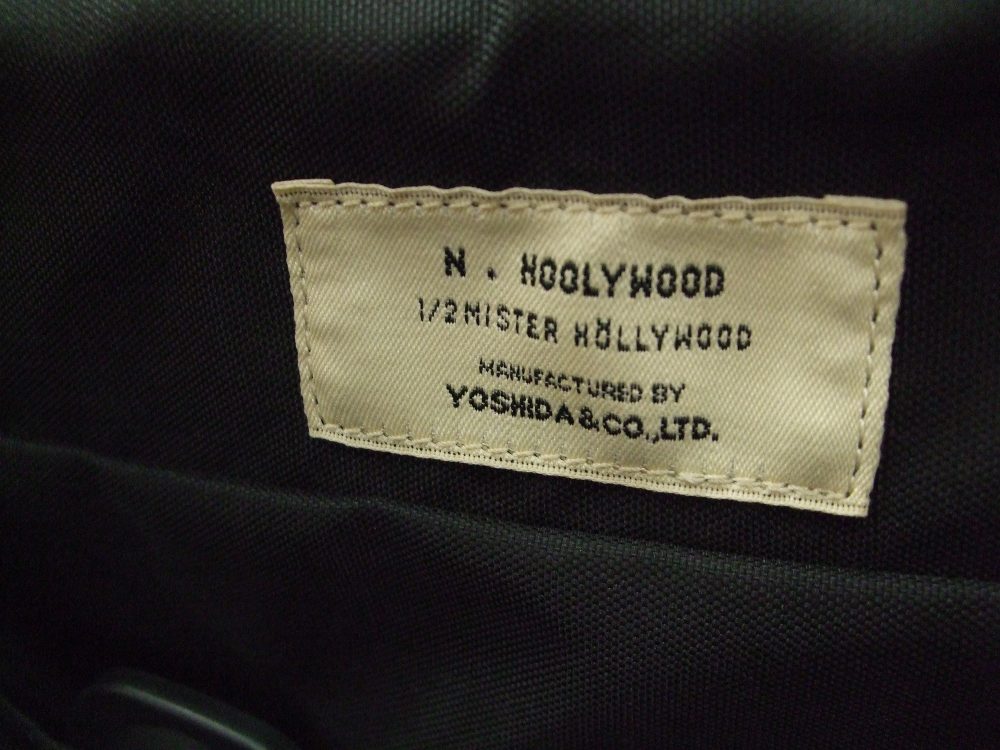 N . HOOLYWOOD
1/2 MISTER HÖLLYWOOD
MANUFACTURED BY
YOSHIDA&CO.,LTD.